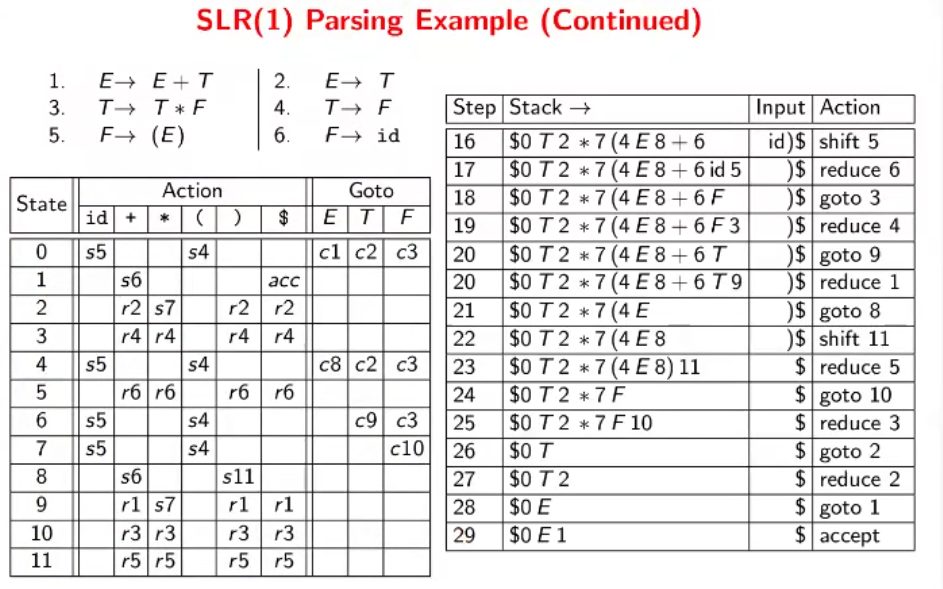 SLR(1) Parsing Example (Continued)
1. E→ E + T 2. E→ T
3. T→ T * F 4. T→ F
5. F→ (E) 6. F→ id
State Action Goto
id + * ( ) $ E T F
0 s5 s4 c1 c2 c3
1 s6 acc
2 r2 s7 r2 r2
3 r4 r4 r4 r4
4 s5 s4 c8 c2 c3
5 r6 r6 r6 r6
6 s5 s4 c9 c3
7 s5 s4 c10
8 s6 s11
9 r1 s7 r1 r1
10 r3 r3 r3 r3
11 r5 r5 r5 r5
Step Stack → Input Action
16 $0 T 2 * 7 (4 E 8 + 6 id)$ shift 5
17 $0 T 2 * 7 (4 E 8 + 6 id 5 )$ reduce 6
18 $0 T 2 * 7 (4 E 8 + 6 F )$ goto 3
19 $0 T 2 * 7 (4 E 8 + 6 F 3 )$ reduce 4
20 $0 T 2 * 7 (4 E 8 + 6 T )$ goto 9
20 $0 T 2 * 7 (4 E 8 + 6 T 9 )$ reduce 1
21 $0 T 2 * 7 (4 E )$ goto 8
22 $0 T 2 * 7 (4 E 8 )$ shift 11
23 $0 T 2 * 7 (4 E 8) 11 $ reduce 5
24 $0 T 2 * 7 F $ goto 10
25 $0 T 2 * 7 F 10 $ reduce 3
26 $0 T $ goto 2
27 $0 T 2 $ reduce 2
28 $0 E $ goto 1
29 $0 E 1 $ accept